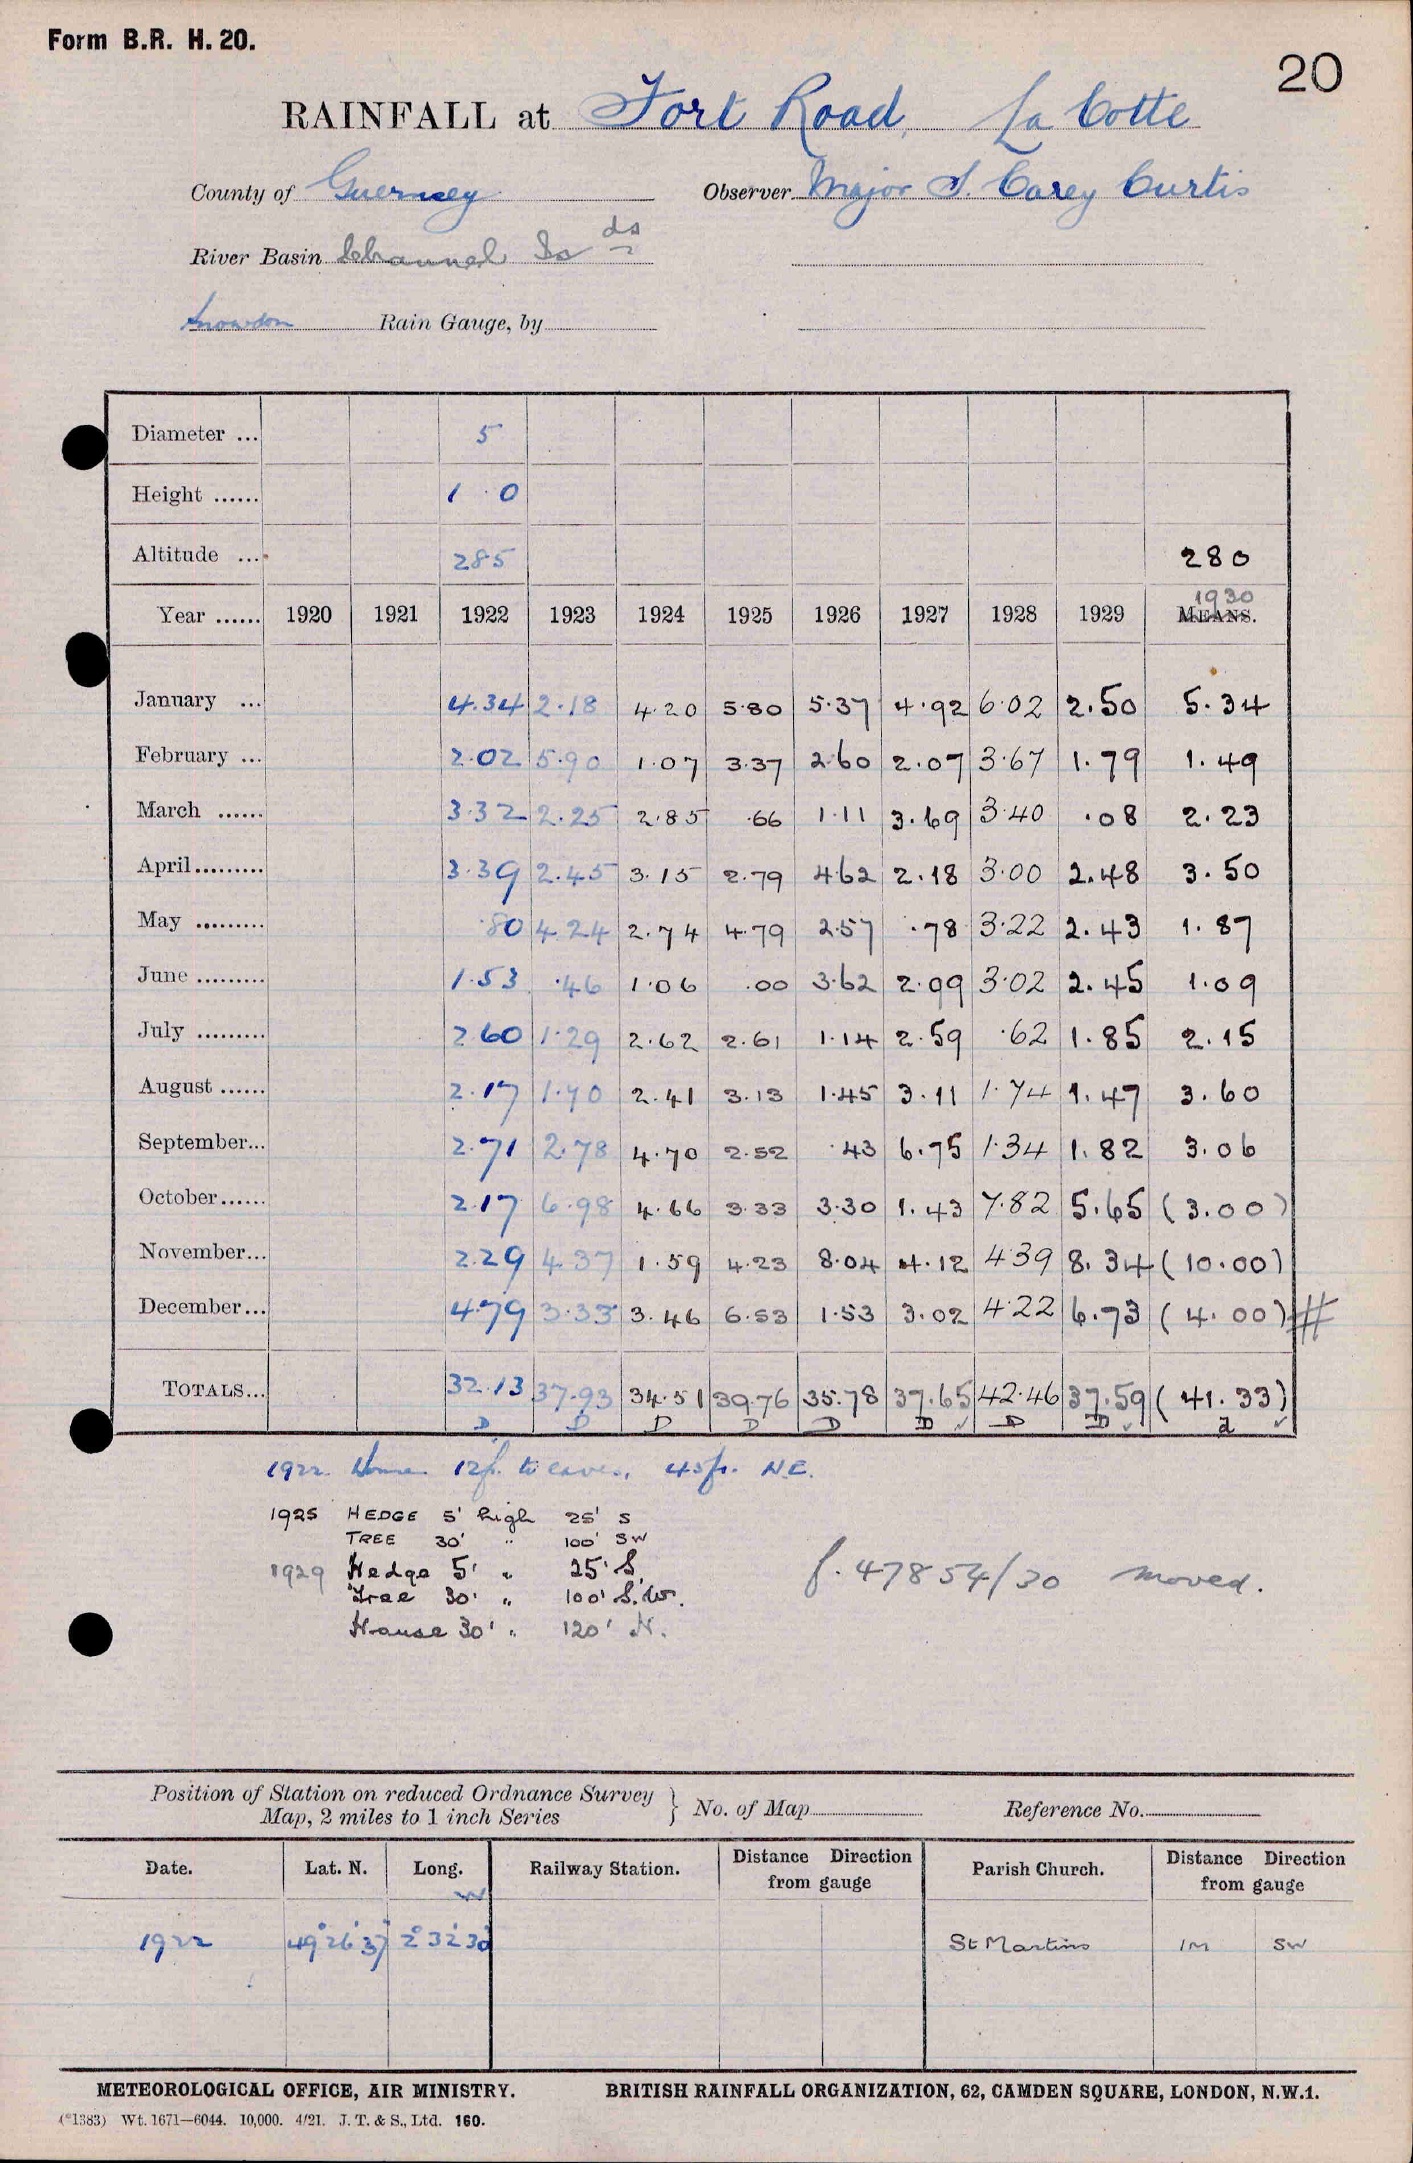 Form B.R. H. 20.
20
RAINFALL at Fort Road, La Cotte
County of Guernsey Observer Major S. Carey Curtis
River Basin Channel Is ds
Snowdon Rain Gauge, by
Diameter ... 5
Height ...... 1 . 0
Altitude ... 285 280
1930
Year ...... 1920 1921 1922 1923 1924 1925 1926 1927 1928 1929 MEANS.
January ... 4.34 2.18 4.20 5.80 5.37 4.92 6.02 2.50 5.34
February ... 2.02 5.90 1.07 3.37 2.60 2.07 3.67 1.79 1.49
March ...... 3.32 2.25 2.85 .66 1.11 3.69 3.40 .08 2.23
April ......... 3.39 2.45 3.15 2.79 4.62 2.18 3.00 2.48 3.50
May ......... .80 4.24 2.74 4.79 2.57 .78 3.22 2.43 1.87
June ......... 1.53 .46 1.06 .00 3.62 2.99 3.02 2.45 1.09
July ......... 2.60 1.29 2.62 2.61 1.14 2.59 .62 1.85 2.15
August ...... 2.17 1.70 2.41 3.13 1.45 3.11 1.74 1.47 3.60
September... 2.71 2.78 4.70 2.52 .43 6.75 1.34 1.82 3.06
October...... 2.17 6.98 4.66 3.33 3.30 1.43 7.82 5.65 (3.00)
November... 2.29 4.37 1.59 4.23 8.04 4.12 4.39 8.34 (10.00)
December... 4.79 3.33 3.46 6.53 1.53 3.02 4.22 6.73 (4.00) #
TOTALS... 32.13 37.93 34.51 39.76 35.78 37.65 42.46 37.59 (41.33)
D D D D D D ✓ D D ✓ d ✓
1922 House 12ft. to eaves, 45ft. N.E.
1925 HEDGE 5' high 25' S
TREE 30' " 100' SW
1929 Hedge 5' " 25' S.
Tree 30' " 100' S.W.
House 30' " 120' N.
f. 47854/30 moved.
Position of Station on reduced Ordnance Survey
Map, 2 miles to 1 inch Series } No. of Map Reference No.
Date. Lat. N. Long. Railway Station. Distance Direction from gauge Parish Church. Distance Direction from gauge
W
1922 49° 26' 37" 2° 32' 30" St Martins 1M SW
METEOROLOGICAL OFFICE, AIR MINISTRY. BRITISH RAINFALL ORGANIZATION, 62, CAMDEN SQUARE, LONDON, N.W.1.
(*1383) Wt. 1671—6044. 10,000. 4/21. J. T. & S., Ltd. 160.